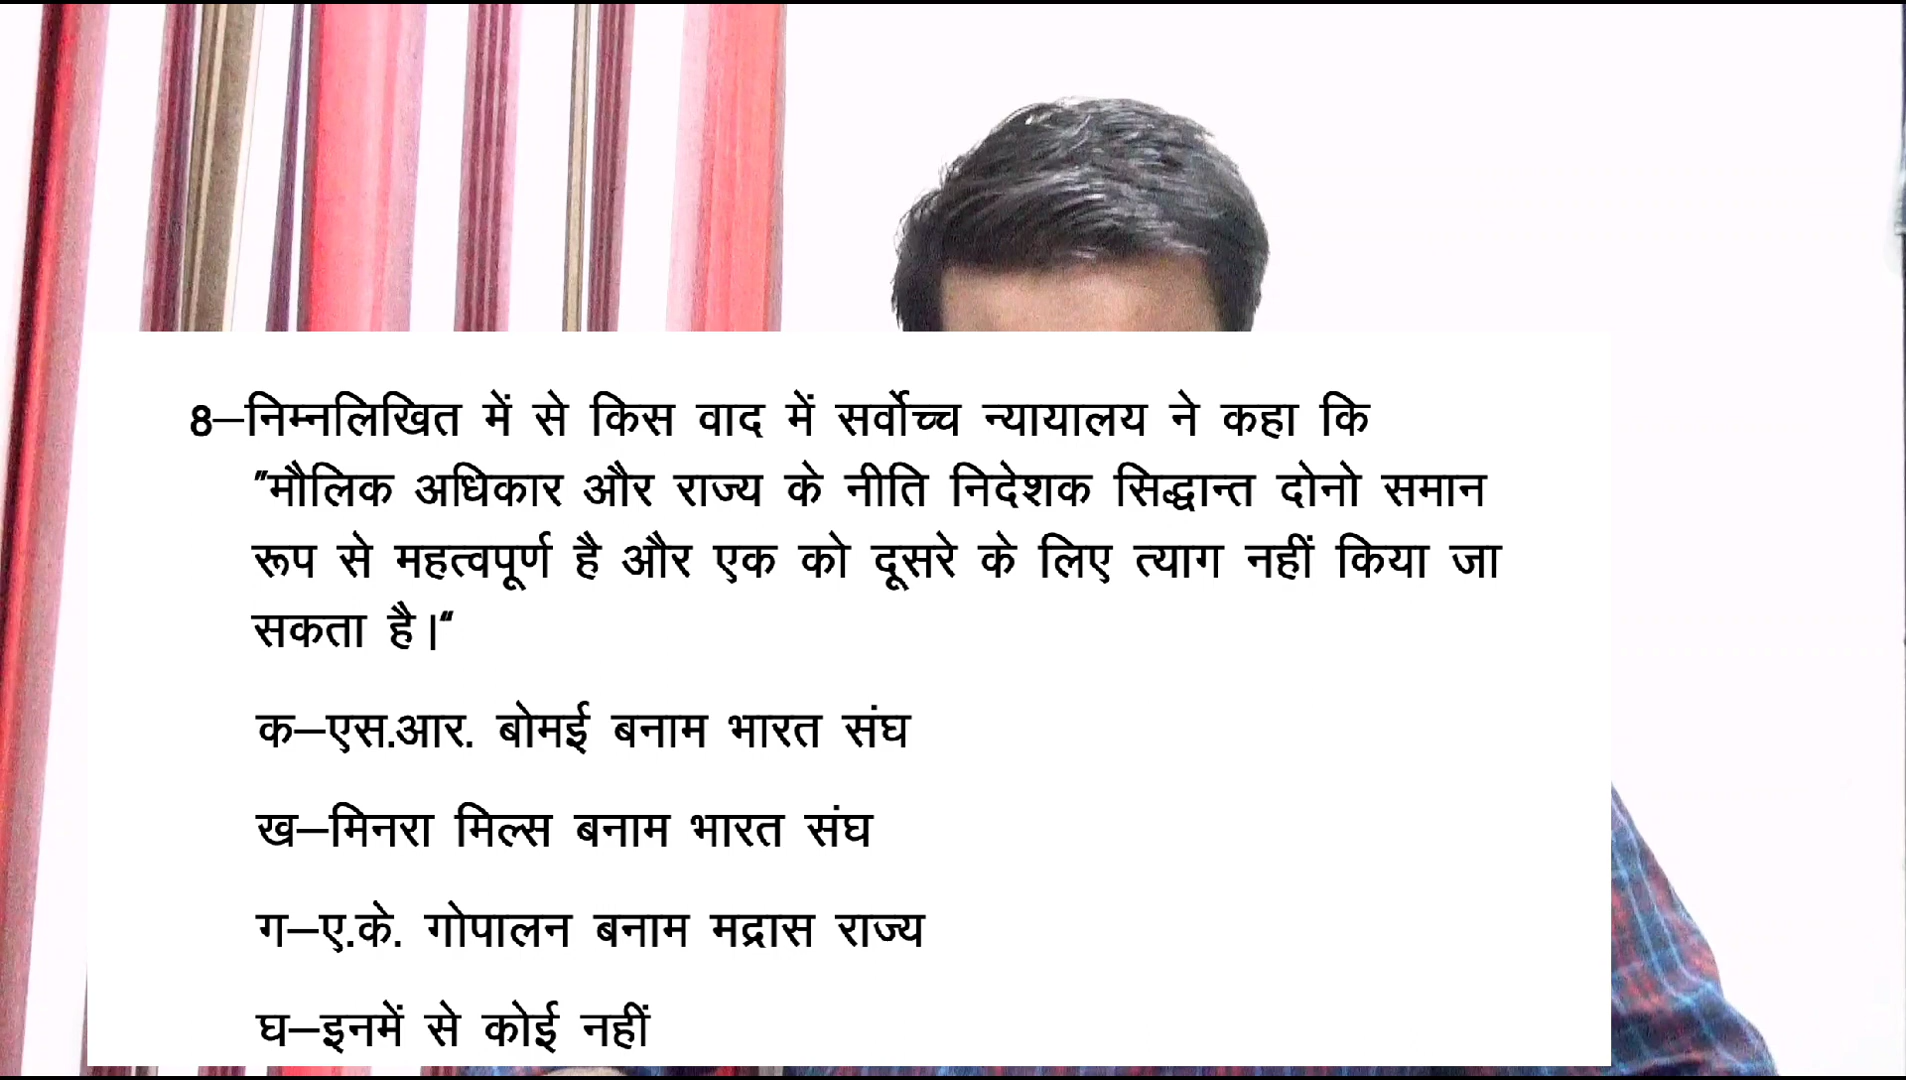 8–निम्नलिखित में से किस वाद में सर्वोच्च न्यायालय ने कहा कि
"मौलिक अधिकार और राज्य के नीति निदेशक सिद्धान्त दोनो समान
रूप से महत्वपूर्ण है और एक को दूसरे के लिए त्याग नहीं किया जा
सकता है।"
क–एस.आर. बोमई बनाम भारत संघ
ख–मिनरा मिल्स बनाम भारत संघ
ग–ए.के. गोपालन बनाम मद्रास राज्य
घ–इनमें से कोई नहीं